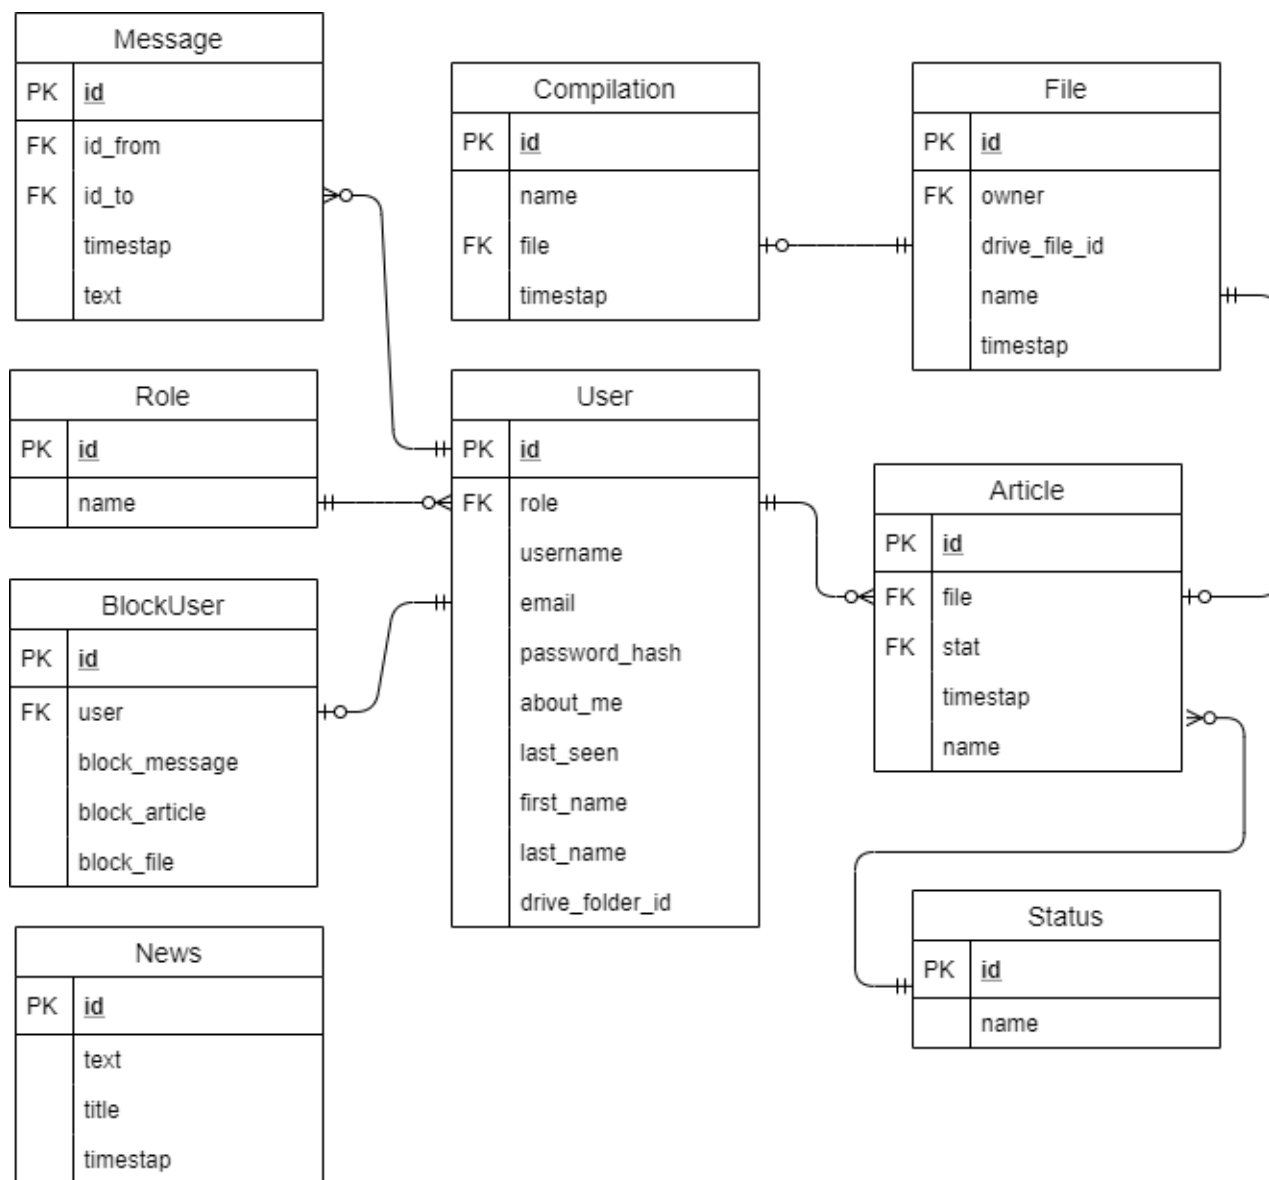 Message
PK id
FK id_from
FK id_to
timestap
text
Compilation
PK id
name
FK file
timestap
File
PK id
FK owner
drive_file_id
name
timestap
Role
PK id
name
User
PK id
FK role
username
email
password_hash
about_me
last_seen
first_name
last_name
drive_folder_id
Article
PK id
FK file
FK stat
timestap
name
BlockUser
PK id
FK user
block_message
block_article
block_file
Status
PK id
name
News
PK id
text
title
timestap